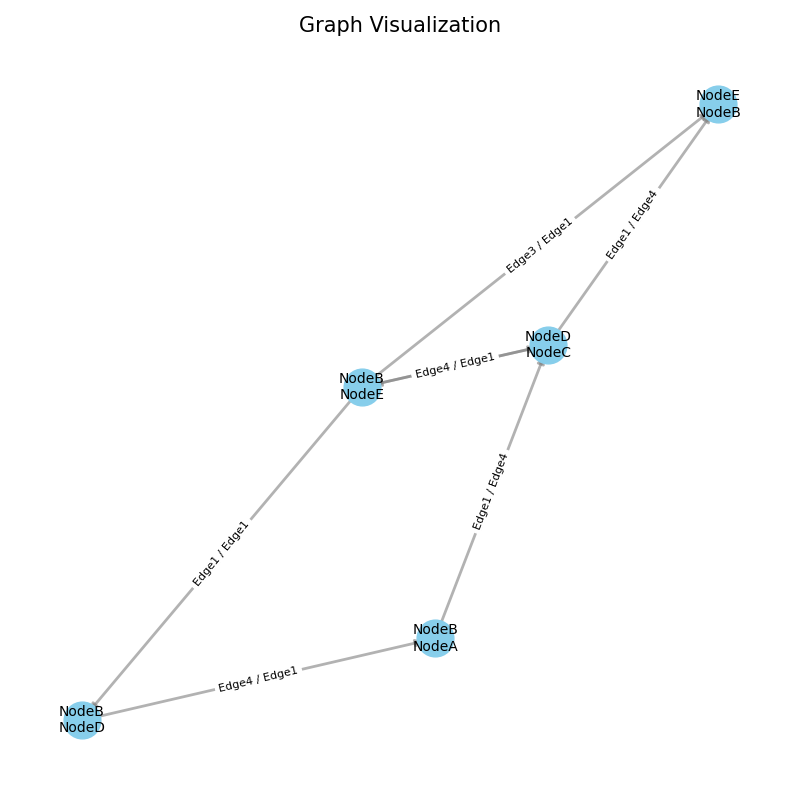 Graph Visualization
NodeE
NodeB
Edge1 / Edge4
Edge3 / Edge1
NodeD
NodeC
Edge4 / Edge1
NodeB
NodeE
Edge1 / Edge4
Edge1 / Edge1
NodeB
NodeA
Edge4 / Edge1
NodeB
NodeD